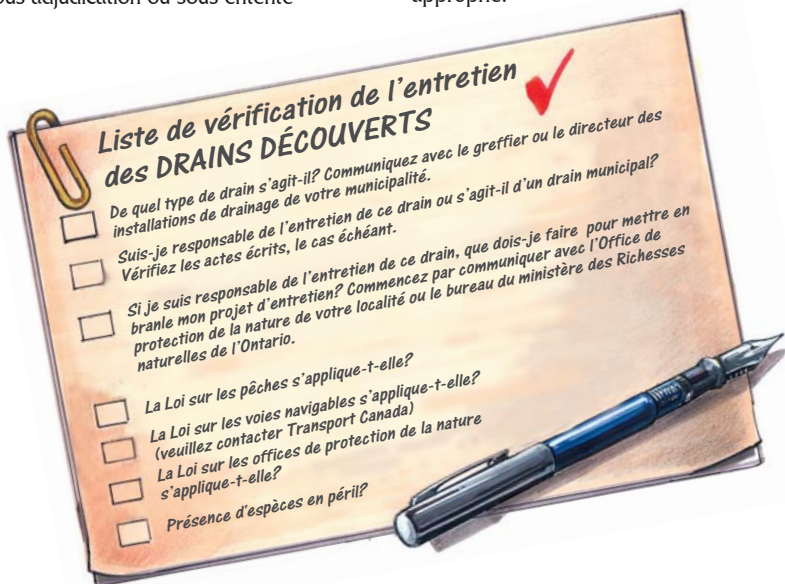 sous adjudication ou sous entente
approprié.
Liste de vérification de l'entretien
des DRAINS DÉCOUVERTS
De quel type de drain s'agit-il? Communiquez avec le greffier ou le directeur des
installations de drainage de votre municipalité.
Suis-je responsable de l'entretien de ce drain ou s'agit-il d'un drain municipal?
Vérifiez les actes écrits, le cas échéant.
Si je suis responsable de l'entretien de ce drain, que dois-je faire pour mettre en
branle mon projet d'entretien? Commencez par communiquer avec l'Office de
protection de la nature de votre localité ou le bureau du ministère des Richesses
naturelles de l'Ontario.
La Loi sur les pêches s'applique-t-elle?
La Loi sur les voies navigables s'applique-t-elle?
(veuillez contacter Transport Canada)
La Loi sur les offices de protection de la nature
s'applique-t-elle?
Présence d'espèces en péril?